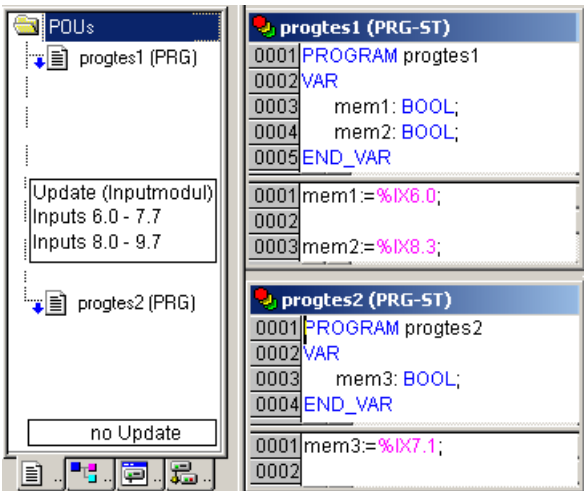 POUs
progtes1 (PRG)
Update (Inputmodul)
Inputs 6.0 - 7.7
Inputs 8.0 - 9.7
progtes2 (PRG)
no Update
progtes1 (PRG-ST)
0001 PROGRAM progtes1
0002 VAR
0003 mem1: BOOL;
0004 mem2: BOOL;
0005 END_VAR
0001 mem1:=%IX6.0;
0002
0003 mem2:=%IX8.3;
progtes2 (PRG-ST)
0001 PROGRAM progtes2
0002 VAR
0003 mem3: BOOL;
0004 END_VAR
0001 mem3:=%IX7.1;
0002